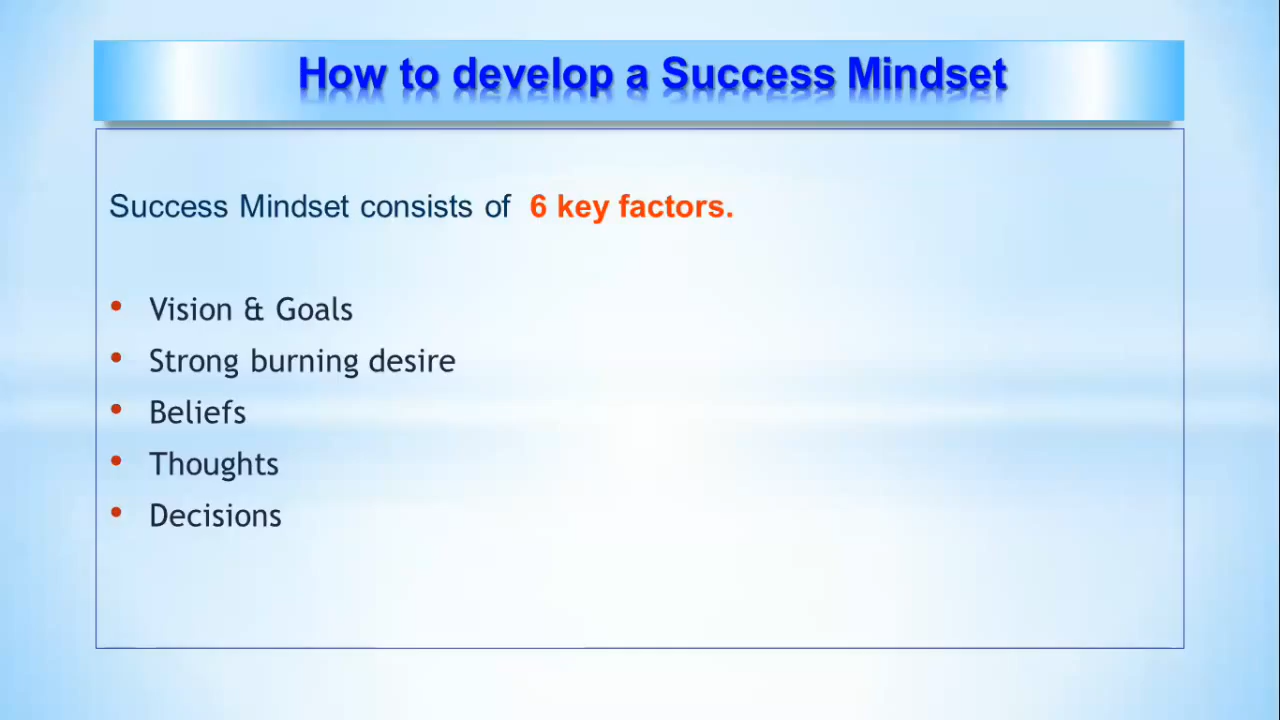 How to develop a Success Mindset
Success Mindset consists of 6 key factors.
• Vision & Goals
• Strong burning desire
• Beliefs
• Thoughts
• Decisions